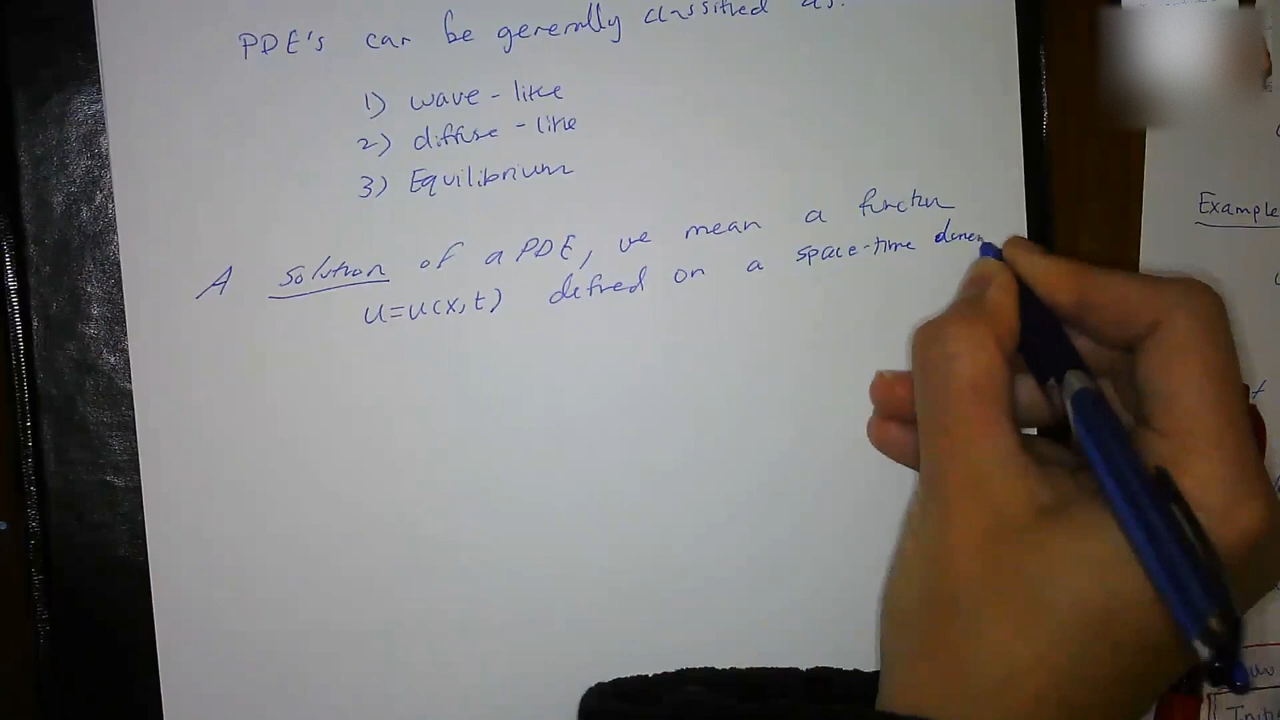 PDE's can be generally classified as:
1) wave-like
2) diffuse-like
3) Equilibrium
A solution of a PDE, we mean a function
u=u(x,t) defined on a space-time
Example